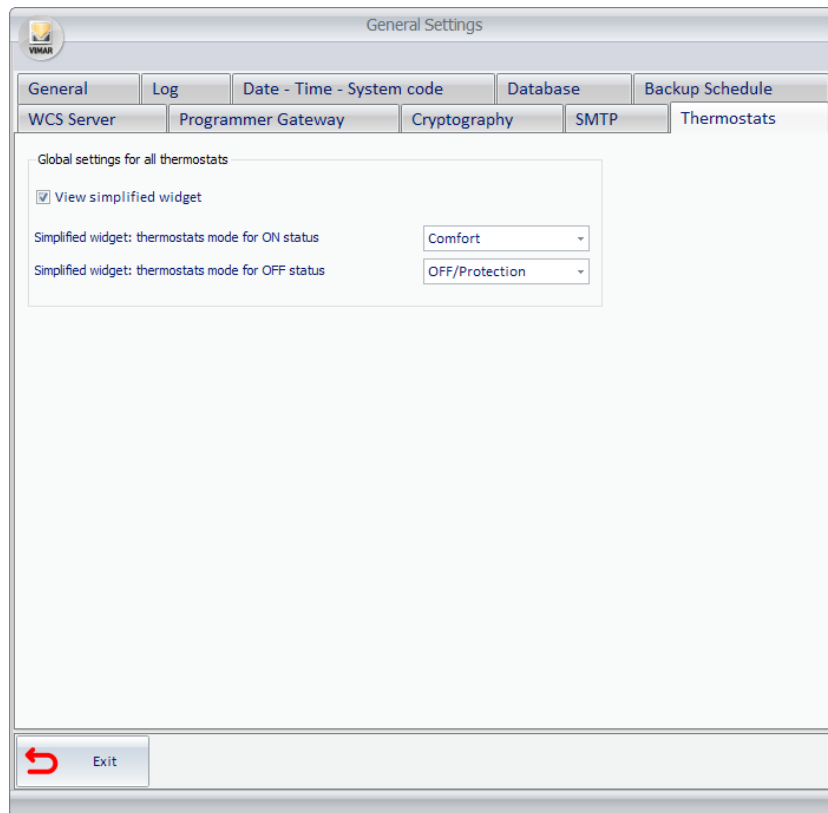 General Settings
VIMAR
General Log Date - Time - System code Database Backup Schedule
WCS Server Programmer Gateway Cryptography SMTP Thermostats
Global settings for all thermostats
View simplified widget
Simplified widget: thermostats mode for ON status Comfort
Simplified widget: thermostats mode for OFF status OFF/Protection
Exit